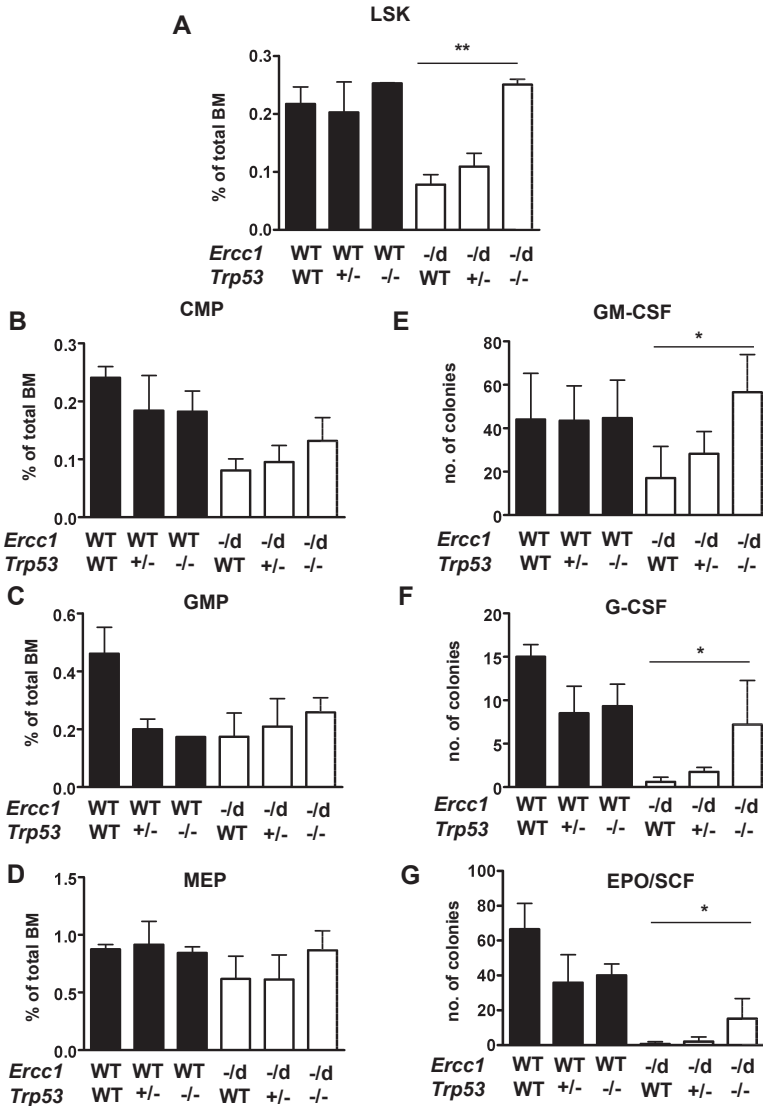 A
LSK
**
% of total BM
0.3
0.2
0.1
0.0
Ercc1 WT WT WT -/d -/d -/d
Trp53 WT +/- -/- WT +/- -/-
B
CMP
% of total BM
0.3
0.2
0.1
0.0
Ercc1 WT WT WT -/d -/d -/d
Trp53 WT +/- -/- WT +/- -/-
C
GMP
% of total BM
0.6
0.4
0.2
0.0
Ercc1 WT WT WT -/d -/d -/d
Trp53 WT +/- -/- WT +/- -/-
D
MEP
% of total BM
1.5
1.0
0.5
0.0
Ercc1 WT WT WT -/d -/d -/d
Trp53 WT +/- -/- WT +/- -/-
E
GM-CSF
*
no. of colonies
80
60
40
20
0
Ercc1 WT WT WT -/d -/d -/d
Trp53 WT +/- -/- WT +/- -/-
F
G-CSF
*
no. of colonies
20
15
10
5
0
Ercc1 WT WT WT -/d -/d -/d
Trp53 WT +/- -/- WT +/- -/-
G
EPO/SCF
*
no. of colonies
100
80
60
40
20
0
Ercc1 WT WT WT -/d -/d -/d
Trp53 WT +/- -/- WT +/- -/-